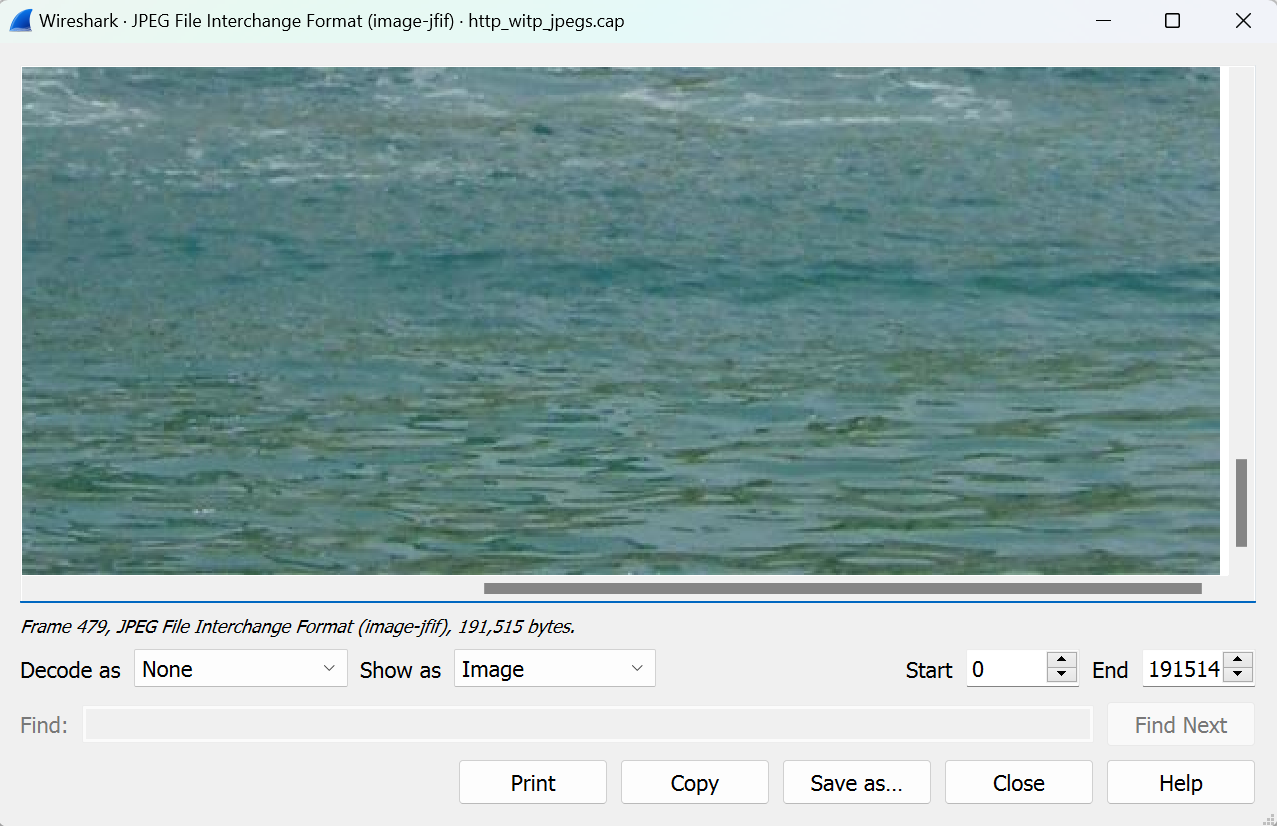 Wireshark · JPEG File Interchange Format (image-jfif) · http_witp_jpegs.cap
Frame 479, JPEG File Interchange Format (image-jfif), 191,515 bytes.
Decode as None Show as Image Start 0 End 191514
Find: Find Next
Print Copy Save as… Close Help